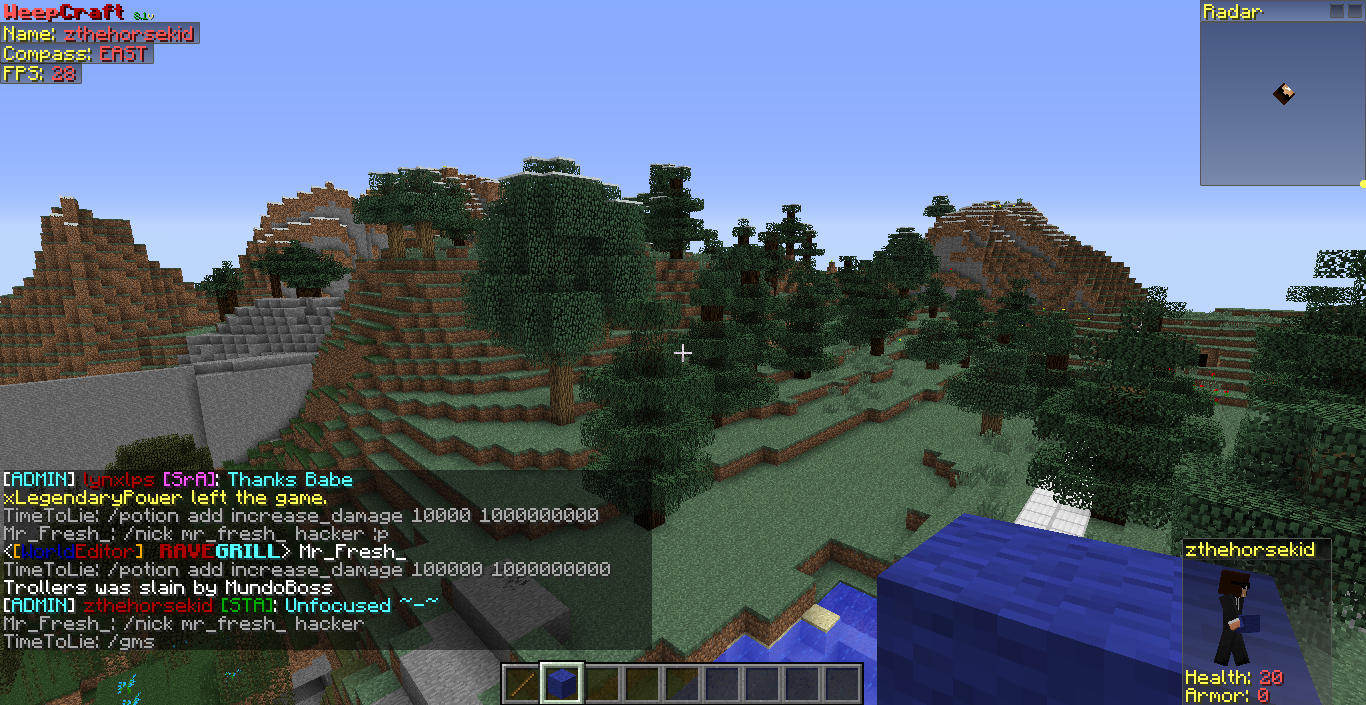 WeepCraft 8.1v
Name: zthehorsekid
Compass: EAST
FPS: 28
Radar
[ADMIN] lynxlps [SrA]: Thanks Babe
xLegendaryPower left the game.
TimeToLie: /potion add increase_damage 10000 1000000000
Mr_Fresh_: /nick mr_fresh_ hacker :p
<[WorldEditor] RAVEGRILL> Mr_Fresh_
TimeToLie: /potion add increase_damage 100000 1000000000
Trollers was slain by MundoBoss
[ADMIN] zthehorsekid [STA]: Unfocused ~-~
Mr_Fresh_: /nick mr_fresh_ hacker
TimeToLie: /gms
zthehorsekid
Health: 20
Armor: 0